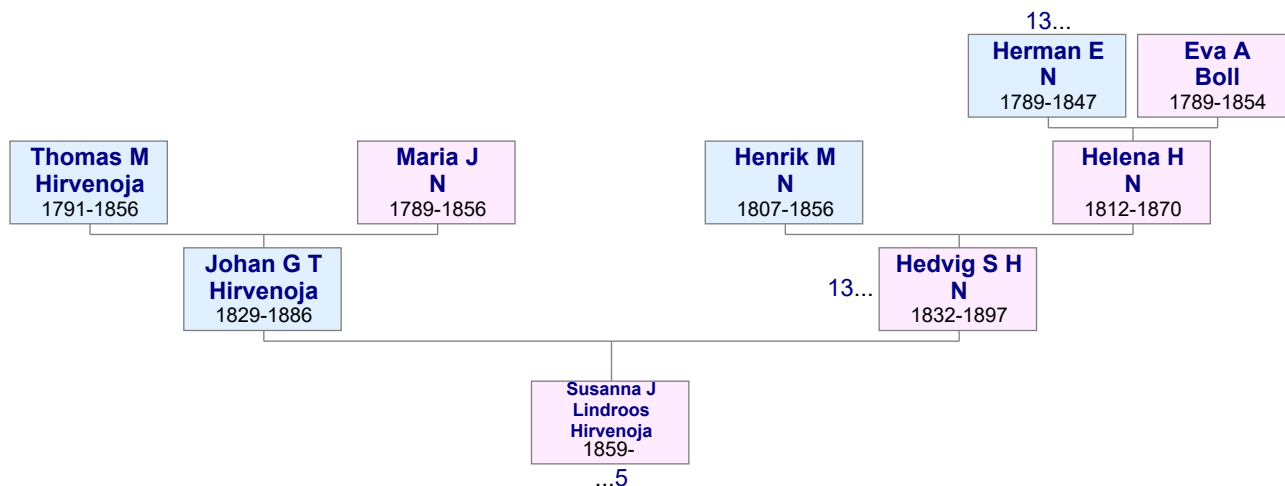 13...
Herman E
N
1789-1847
Eva A
Boll
1789-1854
Thomas M
Hirvenoja
1791-1856
Maria J
N
1789-1856
Henrik M
N
1807-1856
Helena H
N
1812-1870
Johan G T
Hirvenoja
1829-1886
13...
Hedvig S H
N
1832-1897
Susanna J
Lindroos
Hirvenoja
1859-
...5